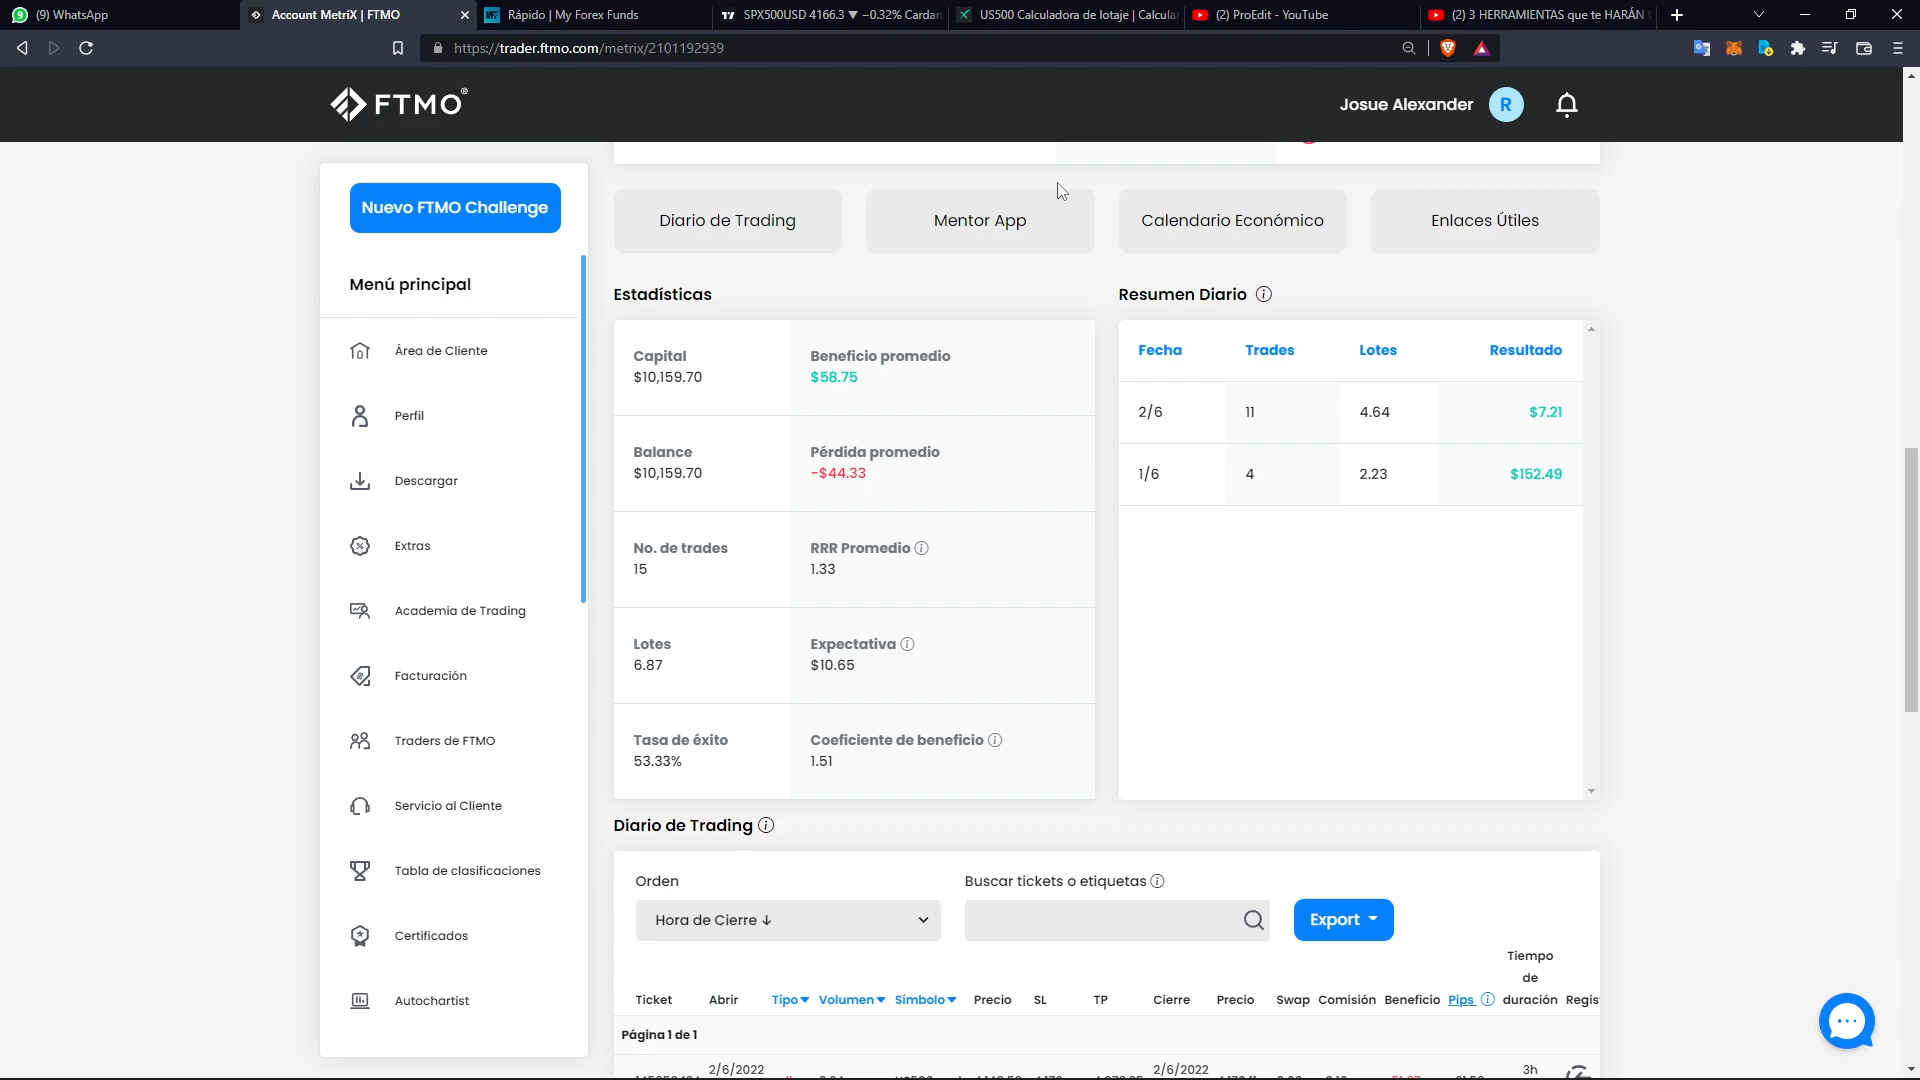 (9) WhatsApp
Account MetriX | FTMO
Rápido | My Forex Funds
SPX500USD 4166.3 ▼ −0.32% Cardan
US500 Calculadora de lotaje | Calcula
(2) ProEdit - YouTube
(2) 3 HERRAMIENTAS que te HARÁN
https://trader.ftmo.com/metrix/2101192939
FTMO®
Josue Alexander
R
Nuevo FTMO Challenge
Menú principal
Área de Cliente
Perfil
Descargar
Extras
Academia de Trading
Facturación
Traders de FTMO
Servicio al Cliente
Tabla de clasificaciones
Certificados
Autochartist
Diario de Trading
Mentor App
Calendario Económico
Enlaces Útiles
Estadísticas
Capital
$10,159.70
Beneficio promedio
$58.75
Balance
$10,159.70
Pérdida promedio
-$44.33
No. de trades
15
RRR Promedio
1.33
Lotes
6.87
Expectativa
$10.65
Tasa de éxito
53.33%
Coeficiente de beneficio
1.51
Resumen Diario
Fecha Trades Lotes Resultado
2/6 11 4.64 $7.21
1/6 4 2.23 $152.49
Diario de Trading
Orden
Hora de Cierre ↓
Buscar tickets o etiquetas
Export
Ticket Abrir Tipo Volumen Símbolo Precio SL TP Cierre Precio Swap Comisión Beneficio Pips Tiempo de duración Regis
Página 1 de 1
2/6/2022
2/6/2022
3h